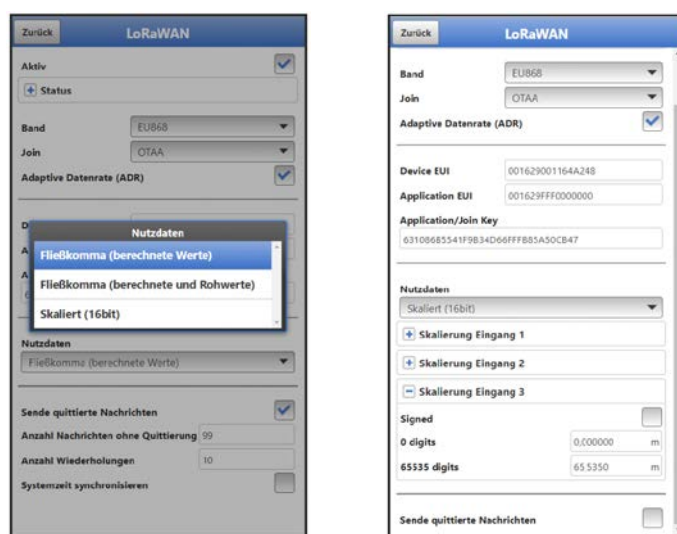 Zurück LoRaWAN
Aktiv
Status
Band EU868
Join OTAA
Adaptive Datenrate (ADR)
D
Nutzdaten
A
Fließkomma (berechnete Werte)
A
Fließkomma (berechnete und Rohwerte)
6
Skaliert (16bit)
Nutzdaten
Fließkomma (berechnete Werte)
Sende quittierte Nachrichten
Anzahl Nachrichten ohne Quittierung 99
Anzahl Wiederholungen 10
Systemzeit synchronisieren
Zurück LoRaWAN
Band EU868
Join OTAA
Adaptive Datenrate (ADR)
Device EUI 001629001164A248
Application EUI 001629FFF0000000
Application/Join Key
631086B5541F9B34D66FFFB85A50CB47
Nutzdaten
Skaliert (16bit)
Skalierung Eingang 1
Skalierung Eingang 2
Skalierung Eingang 3
Signed
0 digits 0,000000 m
65535 digits 65.5350 m
Sende quittierte Nachrichten